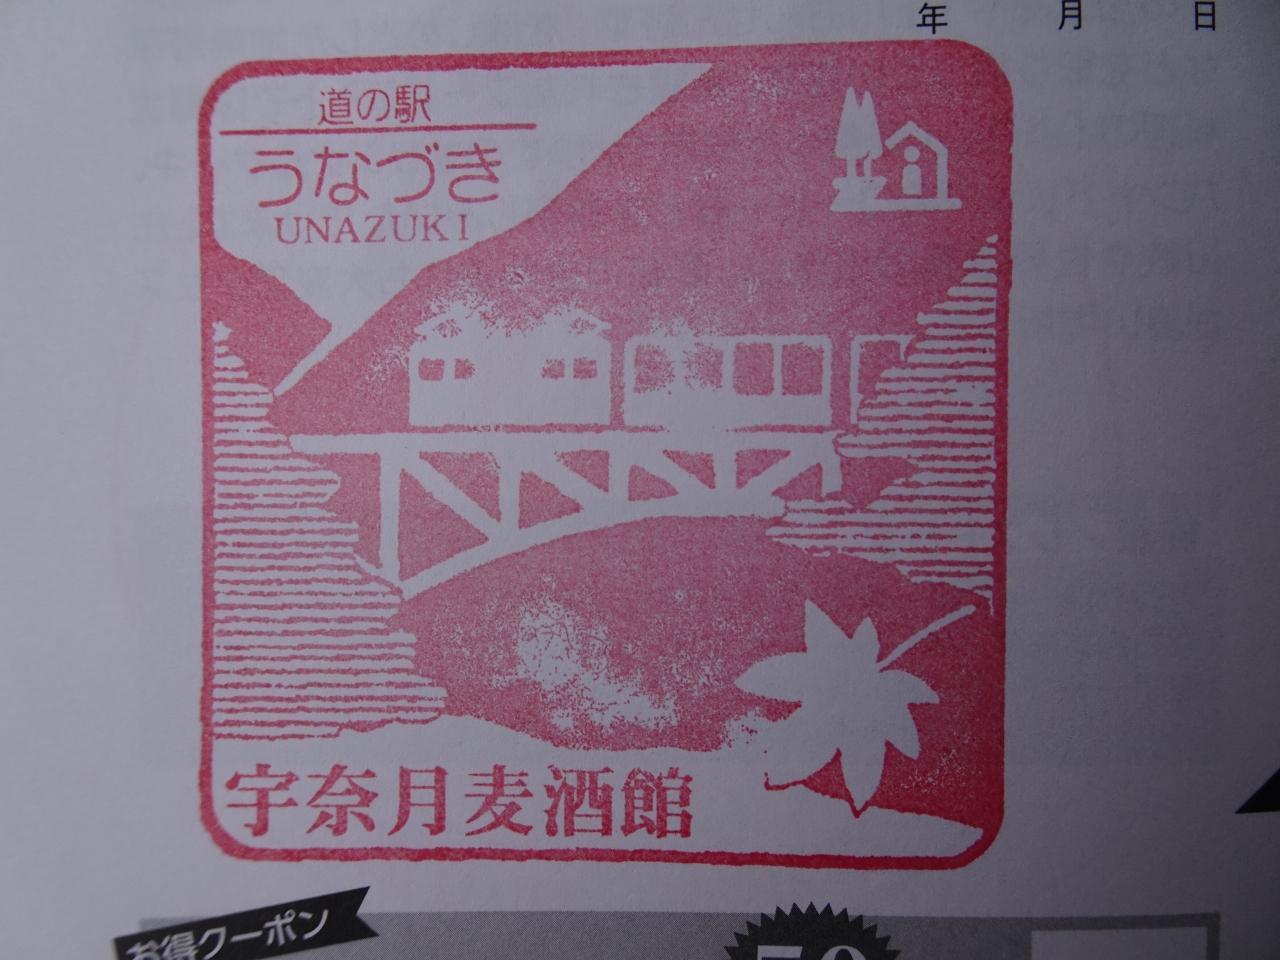 年 月 日
道の駅
うなづき
UNAZUKI
宇奈月麦酒館
お得クーポン